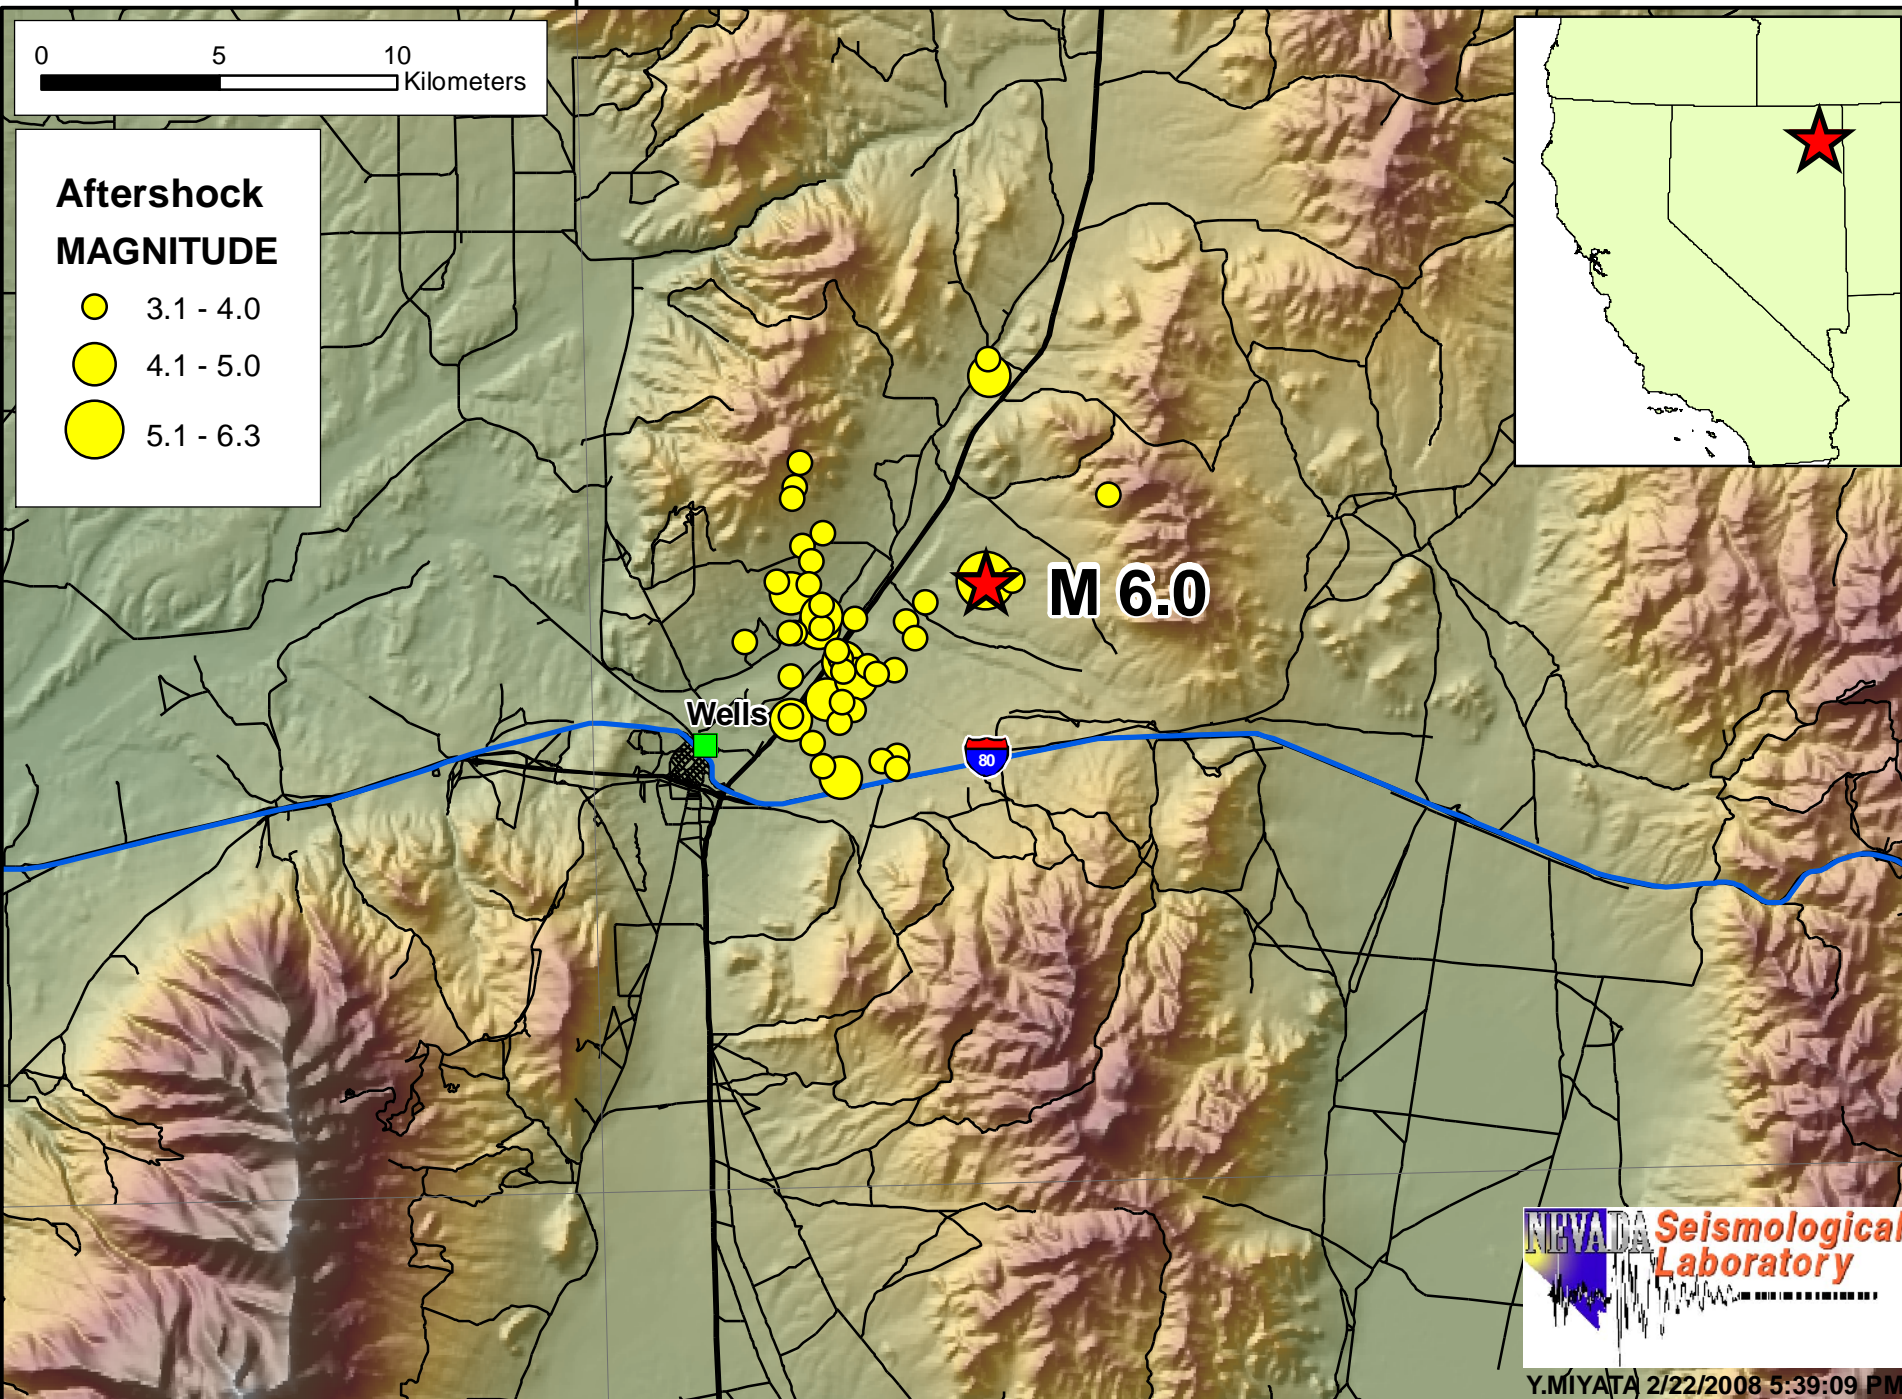 0 5 10
Kilometers
Aftershock
MAGNITUDE
3.1 - 4.0
4.1 - 5.0
5.1 - 6.3
M 6.0
Wells
80
NEVADA Seismological
Laboratory
Y.MIYATA 2/22/2008 5:39:09 PM